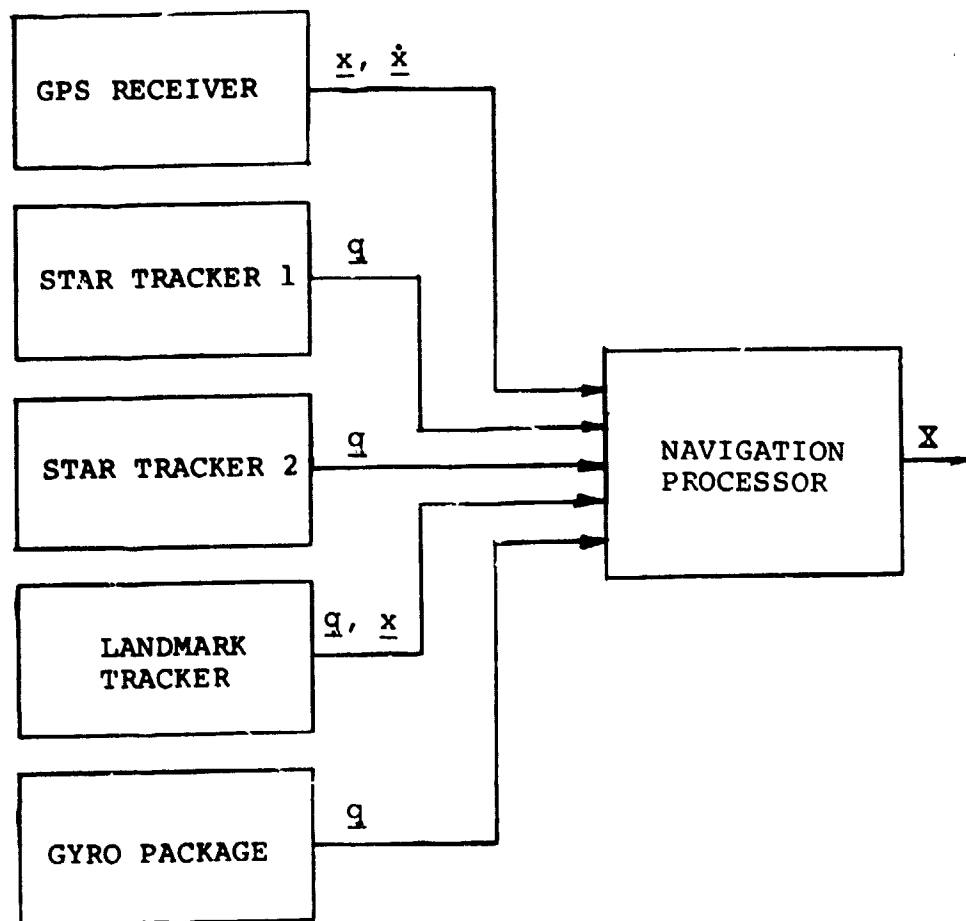 GPS RECEIVER
x, ẋ
STAR TRACKER 1
q
STAR TRACKER 2
q
LANDMARK
TRACKER
q, x
GYRO PACKAGE
q
NAVIGATION
PROCESSOR
X